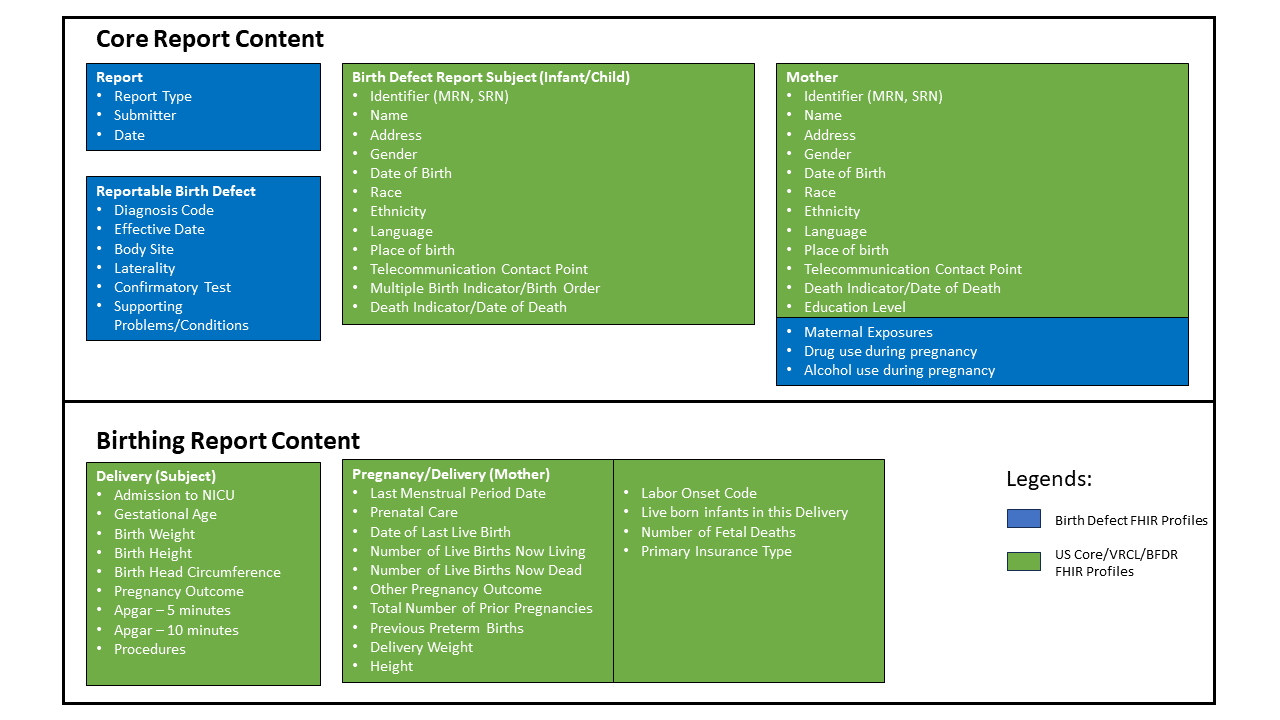 Core Report Content
Report
• Report Type
• Submitter
• Date
Reportable Birth Defect
• Diagnosis Code
• Effective Date
• Body Site
• Laterality
• Confirmatory Test
• Supporting
Problems/Conditions
Birth Defect Report Subject (Infant/Child)
• Identifier (MRN, SRN)
• Name
• Address
• Gender
• Date of Birth
• Race
• Ethnicity
• Language
• Place of birth
• Telecommunication Contact Point
• Multiple Birth Indicator/Birth Order
• Death Indicator/Date of Death
Mother
• Identifier (MRN, SRN)
• Name
• Address
• Gender
• Date of Birth
• Race
• Ethnicity
• Language
• Place of birth
• Telecommunication Contact Point
• Death Indicator/Date of Death
• Education Level
• Maternal Exposures
• Drug use during pregnancy
• Alcohol use during pregnancy
Birthing Report Content
Delivery (Subject)
• Admission to NICU
• Gestational Age
• Birth Weight
• Birth Height
• Birth Head Circumference
• Pregnancy Outcome
• Apgar – 5 minutes
• Apgar – 10 minutes
• Procedures
Pregnancy/Delivery (Mother)
• Last Menstrual Period Date
• Prenatal Care
• Date of Last Live Birth
• Number of Live Births Now Living
• Number of Live Births Now Dead
• Other Pregnancy Outcome
• Total Number of Prior Pregnancies
• Previous Preterm Births
• Delivery Weight
• Height
• Labor Onset Code
• Live born infants in this Delivery
• Number of Fetal Deaths
• Primary Insurance Type
Legends:
Birth Defect FHIR Profiles
US Core/VRCL/BFDR
FHIR Profiles